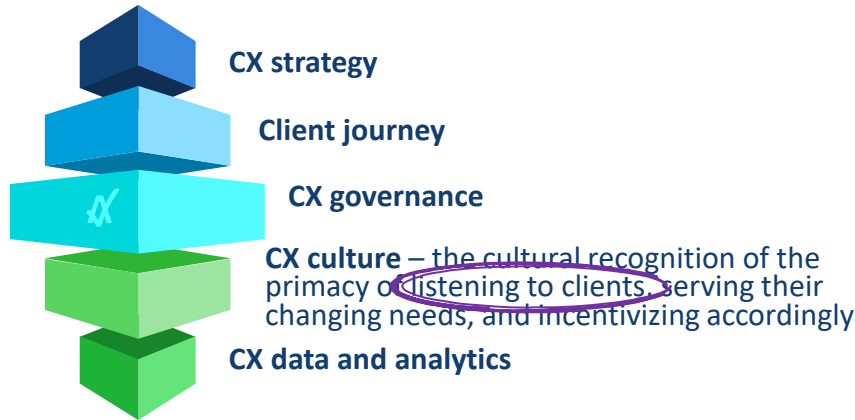 CX strategy
Client journey
CX governance
CX culture – the cultural recognition of the
primacy of listening to clients, serving their
changing needs, and incentivizing accordingly
CX data and analytics